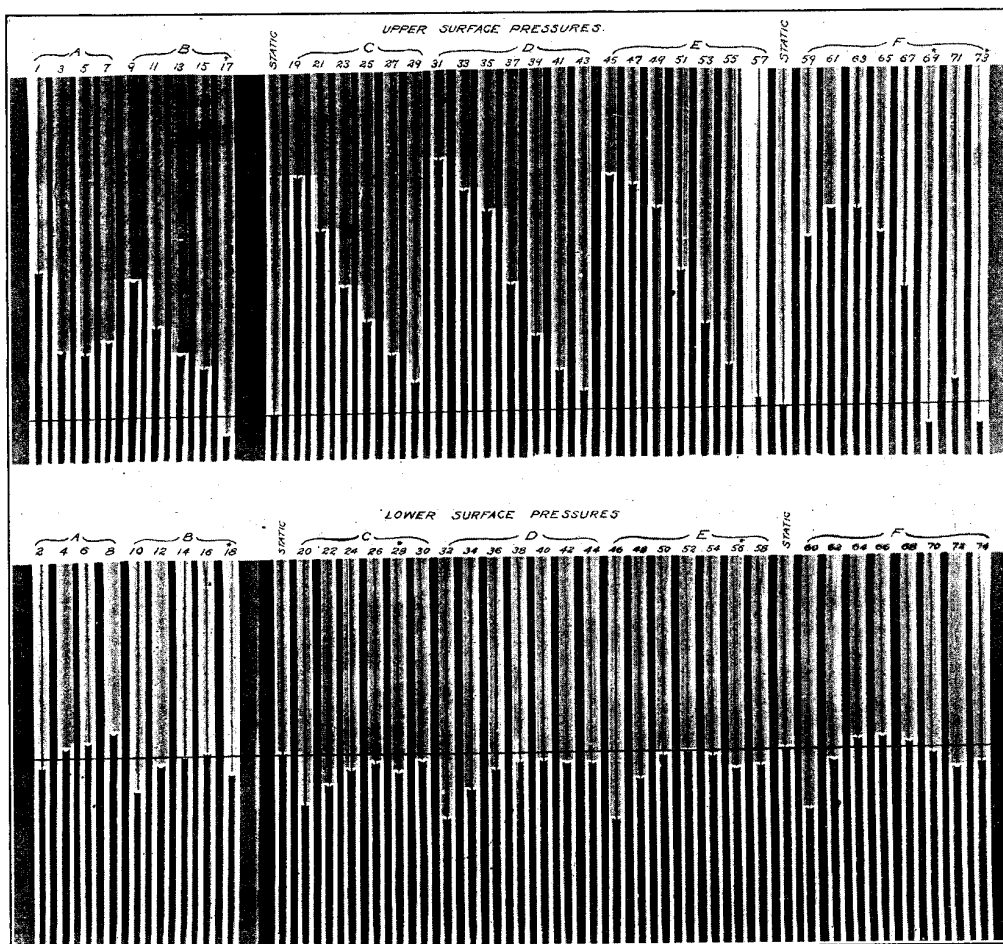 UPPER SURFACE PRESSURES.
A B STATIC C D E STATIC F
1 3 5 7 9 11 13 15 17* 19 21 23 25 27 29 31 33 35 37 39 41 43 45 47 49 51 53 55 57 59 61 63 65 67 69* 71 73*
LOWER SURFACE PRESSURES
A B STATIC C D E STATIC F
2 4 6 8 10 12 14 16 18* 20 22 24 26 28* 30 32 34 36 38 40 42 44 46 48 50 52 54 56* 58 60 62 64 66 68 70 72 74